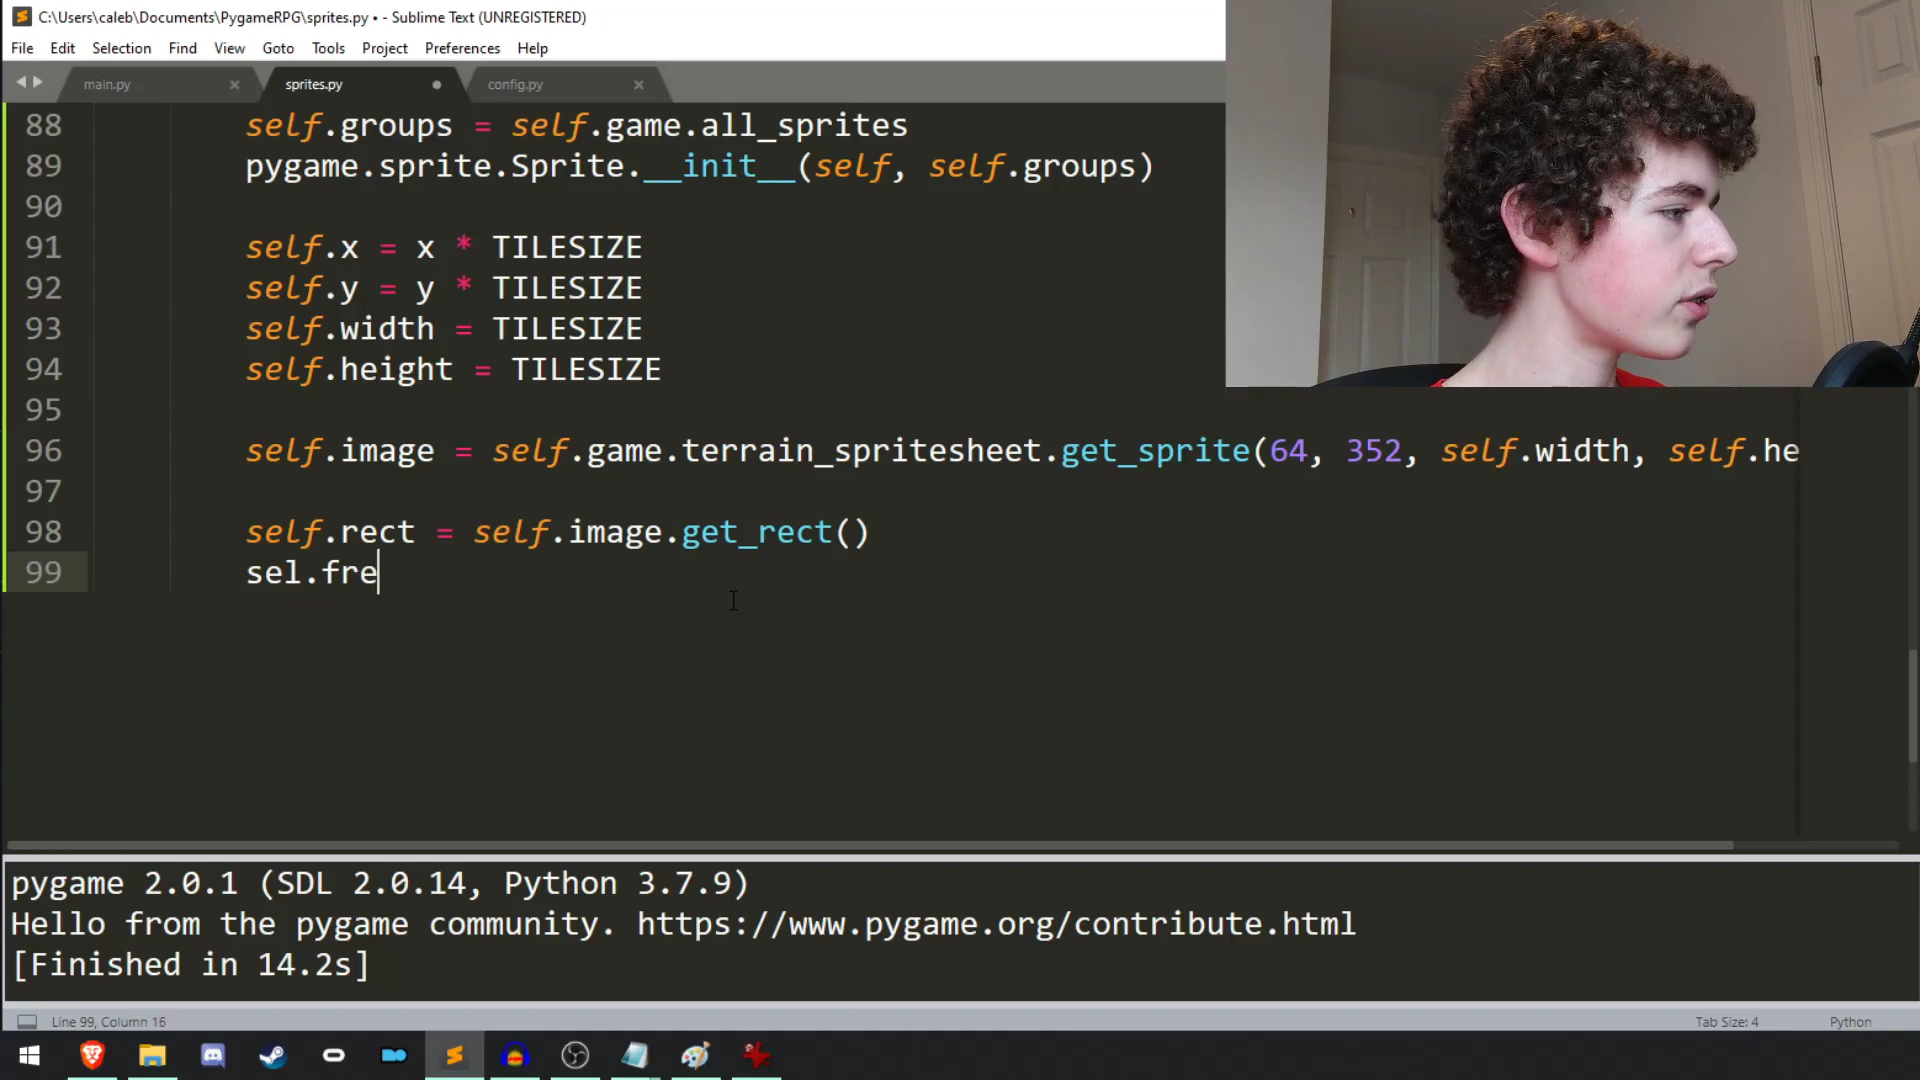 C:\Users\caleb\Documents\PygameRPG\sprites.py • - Sublime Text (UNREGISTERED)
File Edit Selection Find View Goto Tools Project Preferences Help
main.py sprites.py config.py
88 self.groups = self.game.all_sprites
89 pygame.sprite.Sprite.__init__(self, self.groups)
90
91 self.x = x * TILESIZE
92 self.y = y * TILESIZE
93 self.width = TILESIZE
94 self.height = TILESIZE
95
96 self.image = self.game.terrain_spritesheet.get_sprite(64, 352, self.width, self.he
97
98 self.rect = self.image.get_rect()
99 sel.fre
pygame 2.0.1 (SDL 2.0.14, Python 3.7.9)
Hello from the pygame community. https://www.pygame.org/contribute.html
[Finished in 14.2s]
Line 99, Column 16 Tab Size: 4 Python